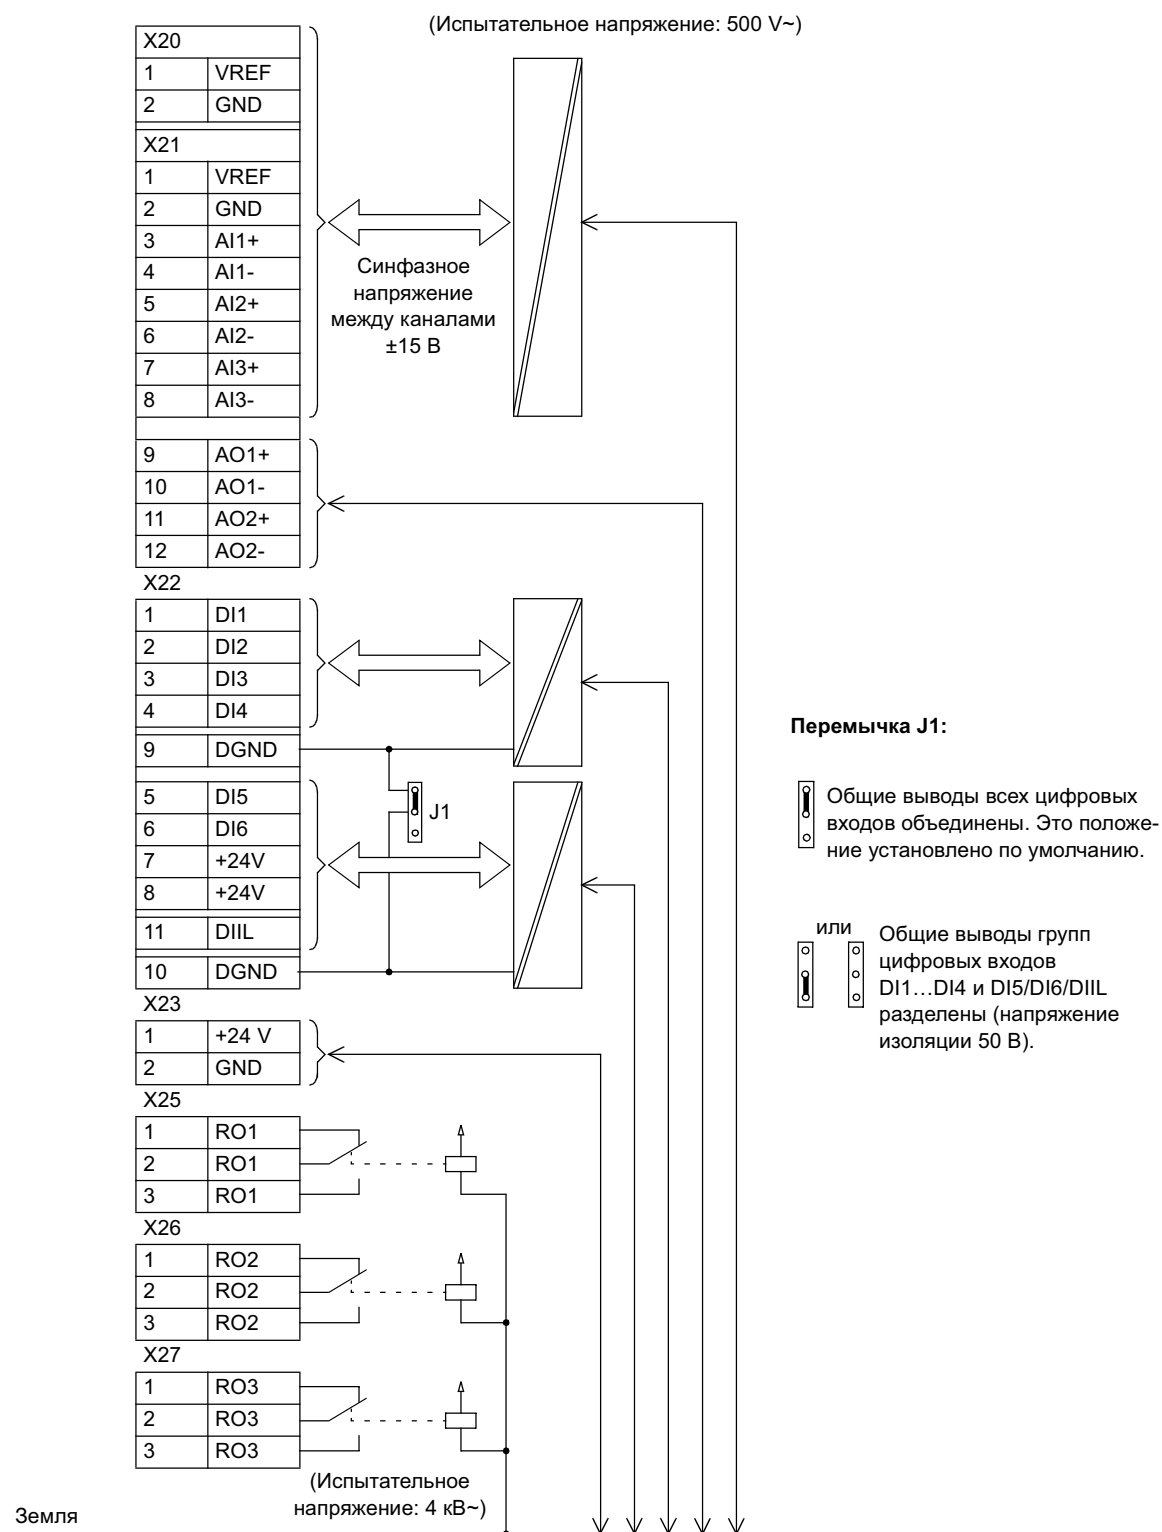 (Испытательное напряжение: 500 V~)
X20
1 VREF
2 GND
X21
1 VREF
2 GND
3 AI1+
4 AI1-
5 AI2+
6 AI2-
7 AI3+
8 AI3-
Синфазное
напряжение
между каналами
±15 В
9 AO1+
10 AO1-
11 AO2+
12 AO2-
X22
1 DI1
2 DI2
3 DI3
4 DI4
9 DGND
5 DI5
6 DI6
7 +24V
8 +24V
11 DIIL
10 DGND
J1
Перемычка J1:
Общие выводы всех цифровых
входов объединены. Это положе-
ние установлено по умолчанию.
или
Общие выводы групп
цифровых входов
DI1…DI4 и DI5/DI6/DIIL
разделены (напряжение
изоляции 50 В).
X23
1 +24 V
2 GND
X25
1 RO1
2 RO1
3 RO1
X26
1 RO2
2 RO2
3 RO2
X27
1 RO3
2 RO3
3 RO3
(Испытательное
напряжение: 4 кВ~)
Земля